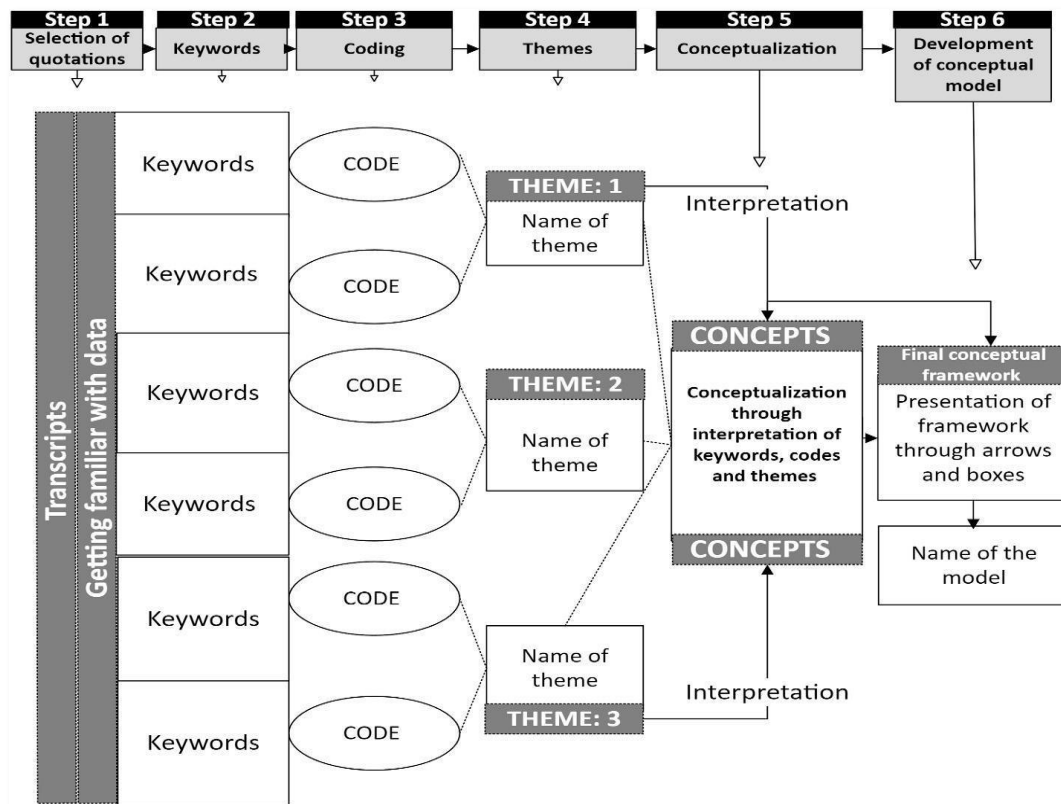 Step 1
Selection of
quotations
Step 2
Keywords
Step 3
Coding
Step 4
Themes
Step 5
Conceptualization
Step 6
Development
of conceptual
model
Transcripts
Getting familiar with data
Keywords
Keywords
Keywords
Keywords
Keywords
Keywords
CODE
CODE
CODE
CODE
CODE
CODE
THEME: 1
Name of
theme
THEME: 2
Name of
theme
Name of
theme
THEME: 3
Interpretation
CONCEPTS
Conceptualization
through
interpretation of
keywords, codes
and themes
CONCEPTS
Interpretation
Final conceptual
framework
Presentation of
framework
through arrows
and boxes
Name of the
model